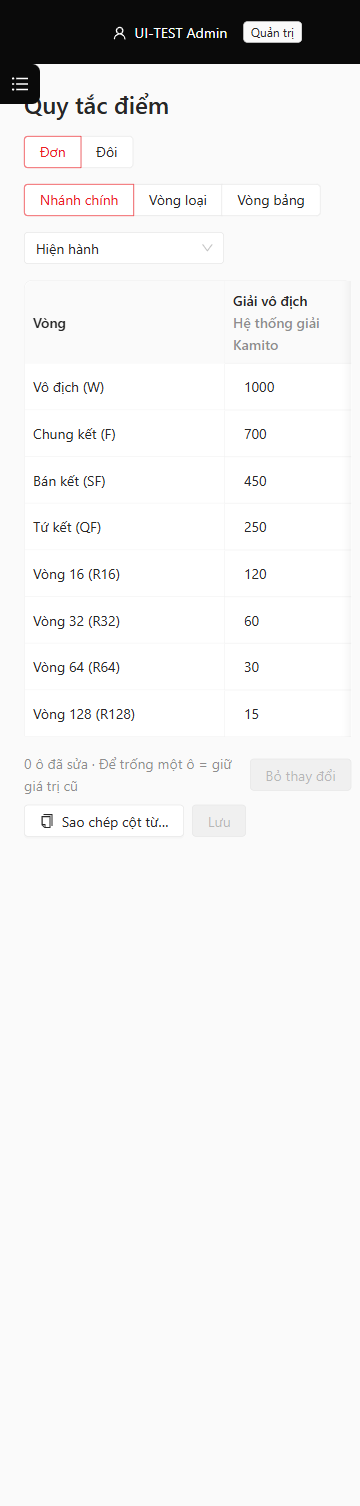 UI-TEST Admin Quản trị
Quy tắc điểm
Đơn Đôi
Nhánh chính Vòng loại Vòng bảng
Hiện hành
Vòng Giải vô địch
Hệ thống giải
Kamito
Vô địch (W) 1000
Chung kết (F) 700
Bán kết (SF) 450
Tứ kết (QF) 250
Vòng 16 (R16) 120
Vòng 32 (R32) 60
Vòng 64 (R64) 30
Vòng 128 (R128) 15
0 ô đã sửa · Để trống một ô = giữ
giá trị cũ
Bỏ thay đổi
Sao chép cột từ... Lưu